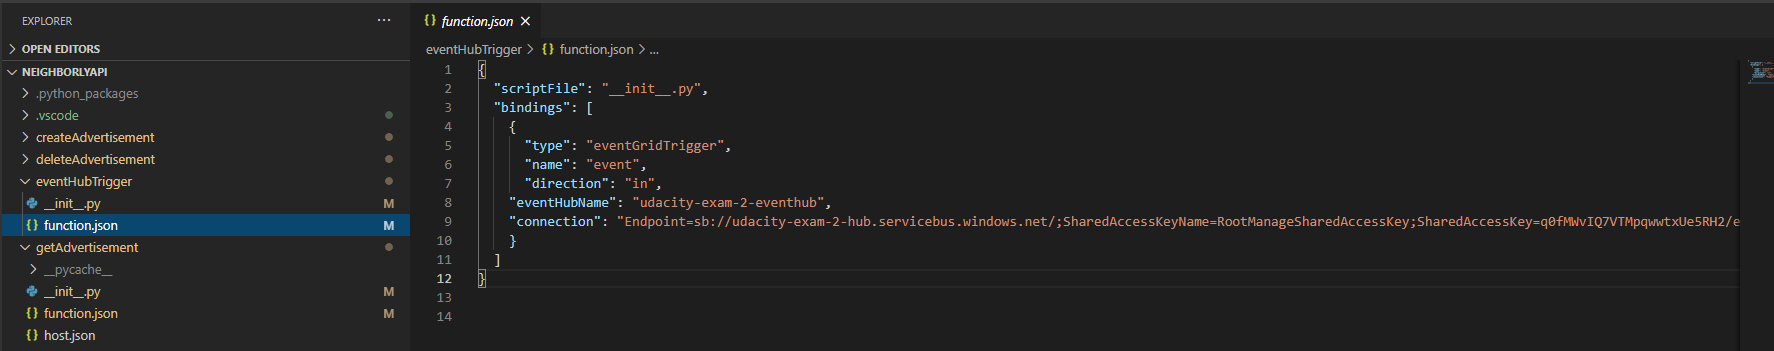 EXPLORER
OPEN EDITORS
NEIGHBORLYAPI
.python_packages
.vscode
createAdvertisement
deleteAdvertisement
eventHubTrigger
__init__.py M
{} function.json M
getAdvertisement
__pycache__
__init__.py M
{} function.json M
{} host.json
{} function.json ×
eventHubTrigger > {} function.json > ...
1 {
2 "scriptFile": "__init__.py",
3 "bindings": [
4 {
5 "type": "eventGridTrigger",
6 "name": "event",
7 "direction": "in",
8 "eventHubName": "udacity-exam-2-eventhub",
9 "connection": "Endpoint=sb://udacity-exam-2-hub.servicebus.windows.net/;SharedAccessKeyName=RootManageSharedAccessKey;SharedAccessKey=q0fMWvIQ7VTMpqwwtxUe5RH2/e
10 }
11 ]
12 }
13
14